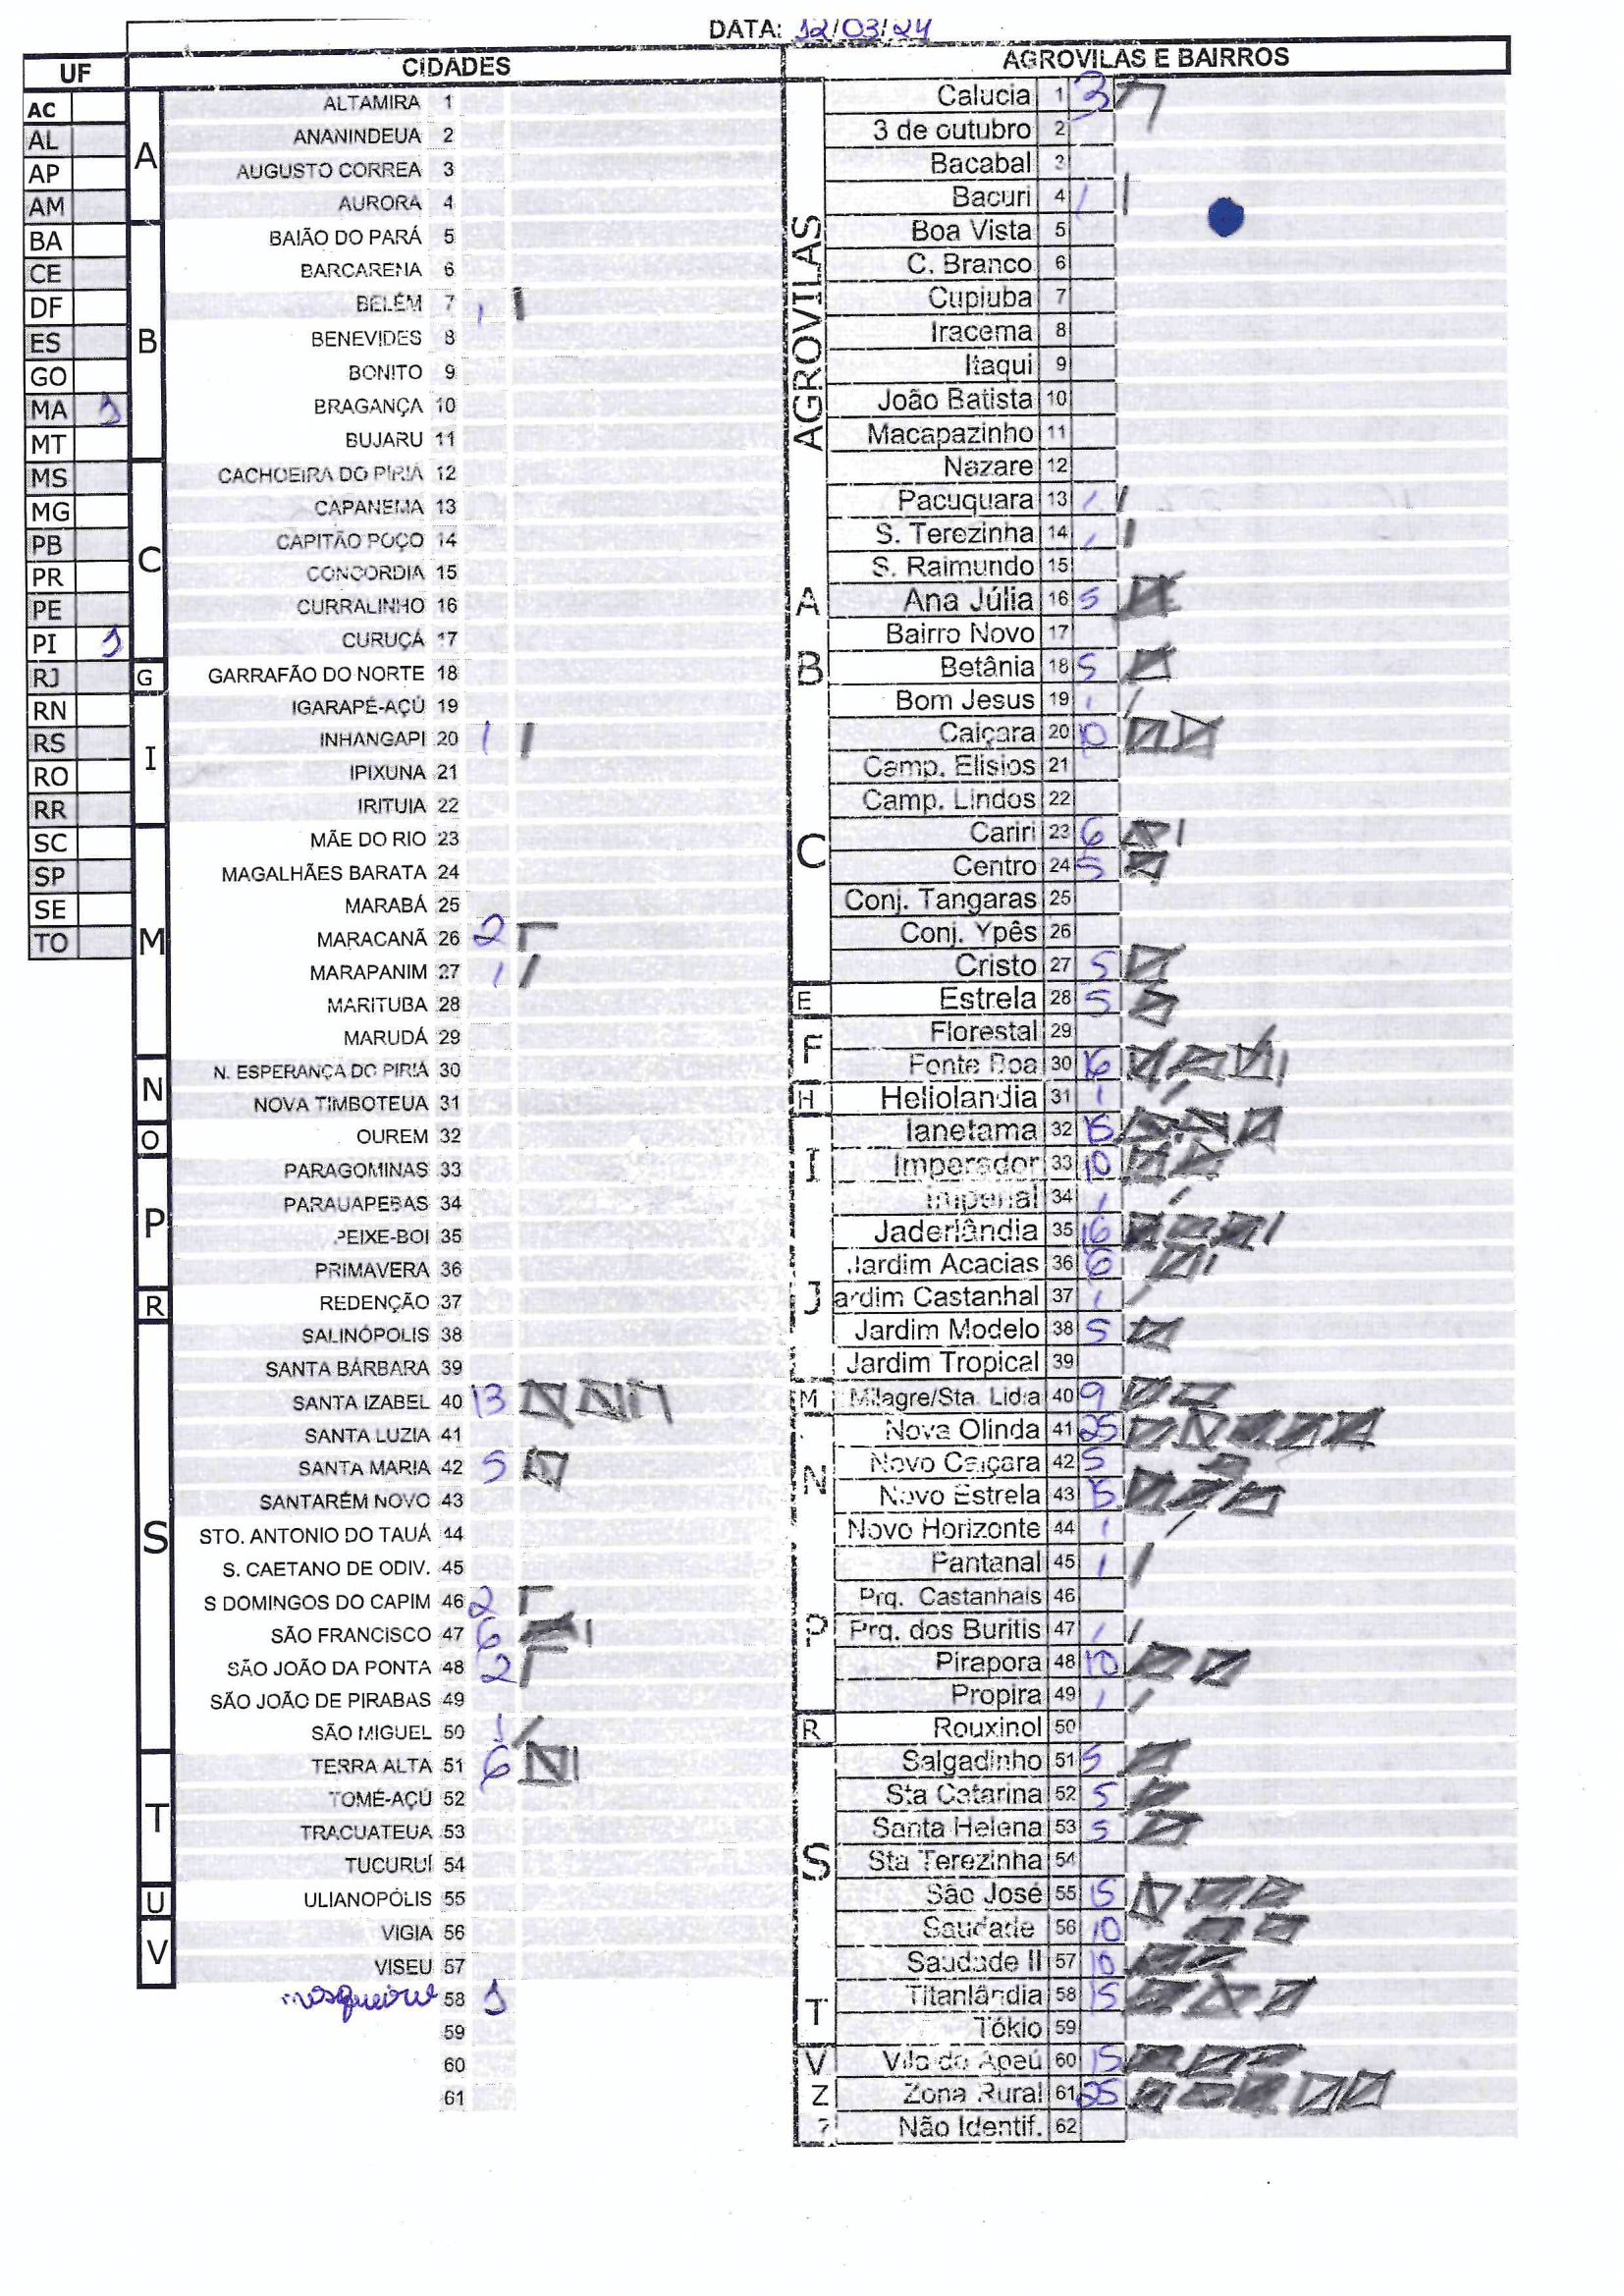 DATA: 12/03/24
UF
AC
AL
AP
AM
BA
CE
DF
ES
GO
MA 1
MT
MS
MG
PB
PR
PE
PI 1
RJ
RN
RS
RO
RR
SC
SP
SE
TO
CIDADES
A
ALTAMIRA 1
ANANINDEUA 2
AUGUSTO CORREA 3
AURORA 4
B
BAIÃO DO PARÁ 5
BARCARENA 6
BELÉM 7 1
BENEVIDES 8
BONITO 9
BRAGANÇA 10
BUJARU 11
C
CACHOEIRA DO PIRIÁ 12
CAPANEMA 13
CAPITÃO POÇO 14
CONCORDIA 15
CURRALINHO 16
CURUÇÁ 17
G
GARRAFÃO DO NORTE 18
I
IGARAPÉ-AÇÚ 19
INHANGAPI 20 1
IPIXUNA 21
IRITUIA 22
M
MÃE DO RIO 23
MAGALHÃES BARATA 24
MARABÁ 25
MARACANÃ 26 2
MARAPANIM 27 1
MARITUBA 28
MARUDÁ 29
N
N. ESPERANÇA DO PIRIÁ 30
NOVA TIMBOTEUA 31
O
OUREM 32
P
PARAGOMINAS 33
PARAUAPEBAS 34
PEIXE-BOI 35
PRIMAVERA 36
R
REDENÇÃO 37
S
SALINÓPOLIS 38
SANTA BÁRBARA 39
SANTA IZABEL 40 13
SANTA LUZIA 41
SANTA MARIA 42 5
SANTARÉM NOVO 43
STO. ANTONIO DO TAUÁ 44
S. CAETANO DE ODIV. 45
S DOMINGOS DO CAPIM 46 2
SÃO FRANCISCO 47 6
SÃO JOÃO DA PONTA 48 2
SÃO JOÃO DE PIRABAS 49
SÃO MIGUEL 50 1
T
TERRA ALTA 51 6
TOMÉ-AÇÚ 52
TRACUATEUA 53
TUCURUÍ 54
U
ULIANOPÓLIS 55
V
VIGIA 56
VISEU 57
mosqueiro 58 1
59
60
61
AGROVILAS E BAIRROS
AGROVILAS
Calucia 1 3
3 de outubro 2
Bacabal 3
Bacuri 4 1
Boa Vista 5
C. Branco 6
Cupiuba 7
Iracema 8
Itaqui 9
João Batista 10
Macapazinho 11
Nazare 12
Pacuquara 13 1
S. Terezinha 14 1
S. Raimundo 15
A
Ana Júlia 16 5
Bairro Novo 17
B
Betânia 18 5
Bom Jesus 19 1
Caiçara 20 10
Camp. Elísios 21
Camp. Lindos 22
C
Cariri 23 6
Centro 24 5
Conj. Tangaras 25
Conj. Ypês 26
Cristo 27 5
E
Estrela 28 5
F
Florestal 29
Fonte Boa 30 16
H
Heliolandia 31 1
I
Ianetama 32 15
Imperador 33 10
Imperial 34 1
J
Jaderlândia 35 16
Jardim Acacias 36 6
ardim Castanhal 37 1
Jardim Modelo 38 5
Jardim Tropical 39
M
Milagre/Sta. Lidia 40 9
N
Nova Olinda 41 25
Novo Caiçara 42 5
Novo Estrela 43 15
Novo Horizonte 44 1
P
Pantanal 45 1
Prq. Castanhais 46
Prq. dos Buritis 47 1
Pirapora 48 10
Propira 49 1
R
Rouxinol 50
S
Salgadinho 51 5
Sta Catarina 52 5
Santa Helena 53 5
Sta Terezinha 54
São José 55 15
Saudade 56 10
Saudade II 57 10
T
Titanlândia 58 15
Tókio 59
V
Vila do Apeú 60 15
Z
Zona Rural 61 25
?
Não Identif. 62